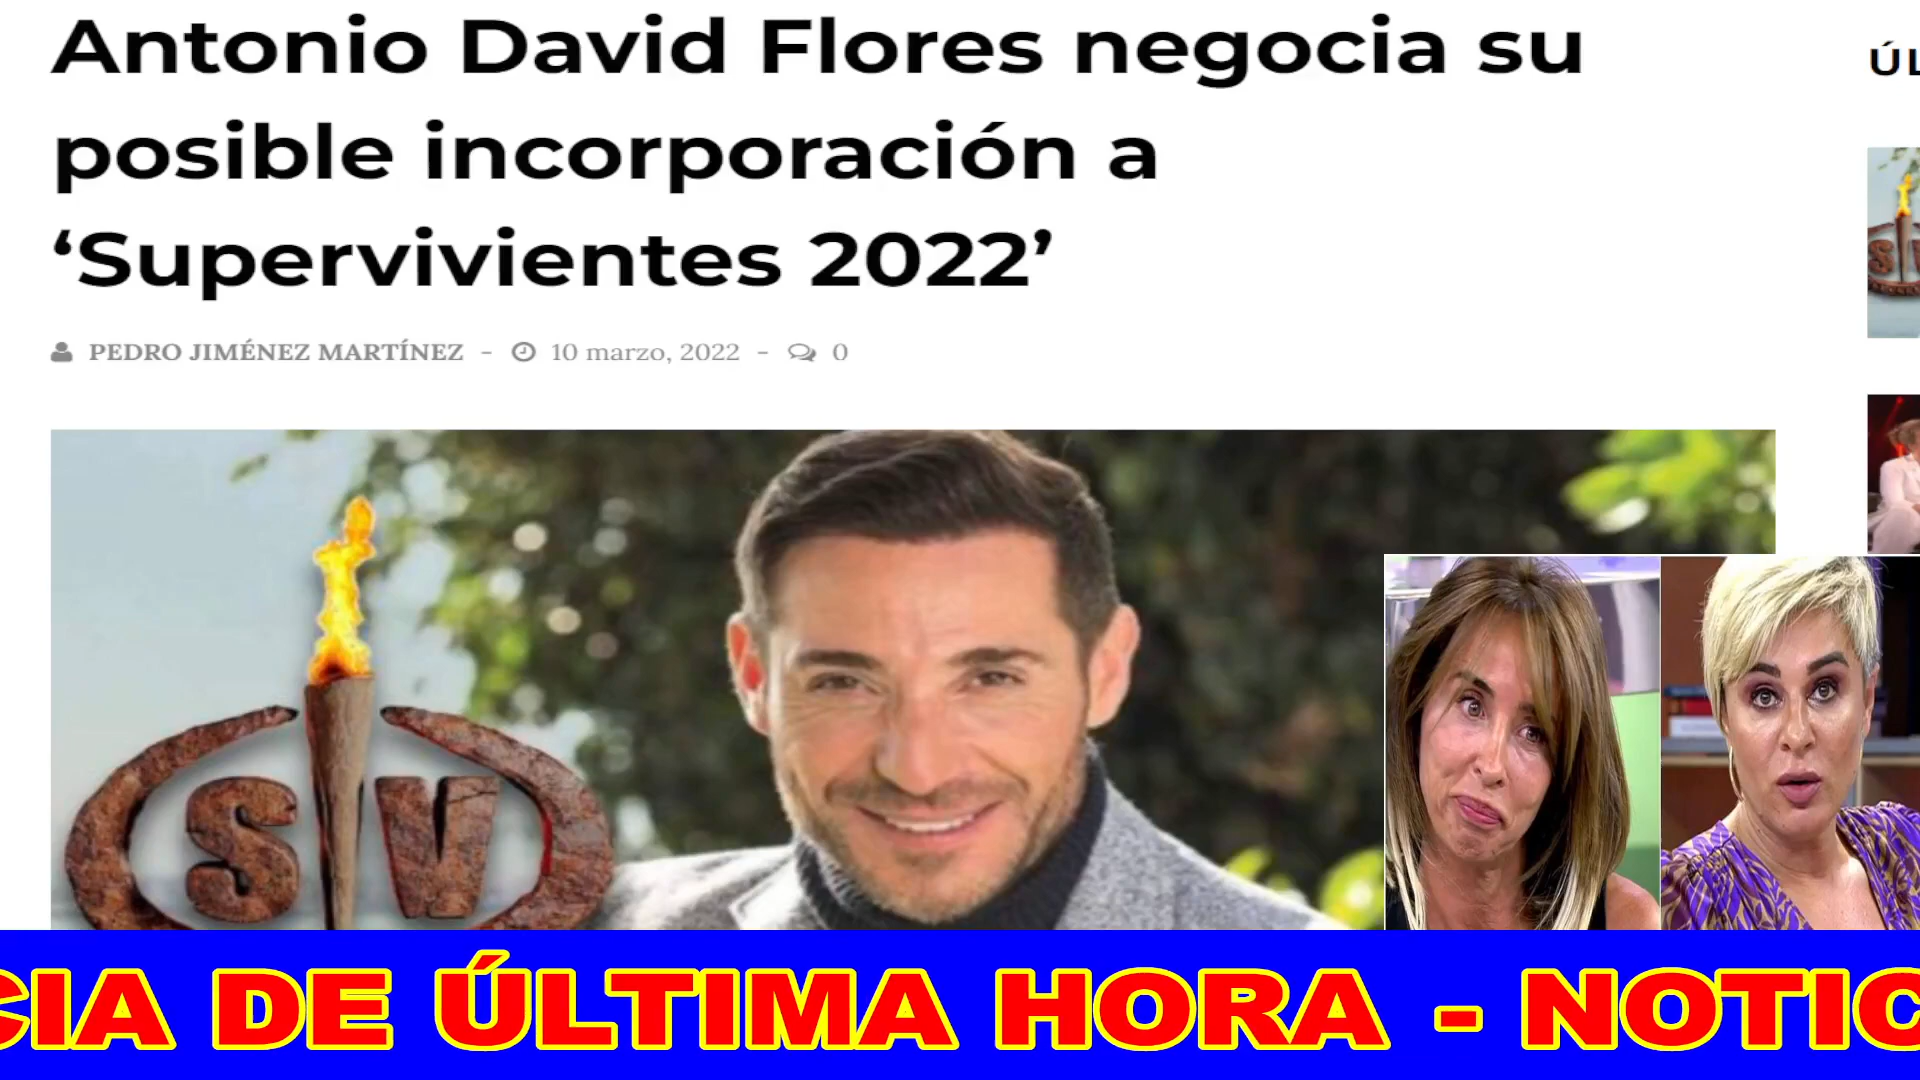 Antonio David Flores negocia su
posible incorporación a
‘Supervivientes 2022’
PEDRO JIMÉNEZ MARTÍNEZ - 10 marzo, 2022 - 0
ÚL
S V
CIA DE ÚLTIMA HORA - NOTIC